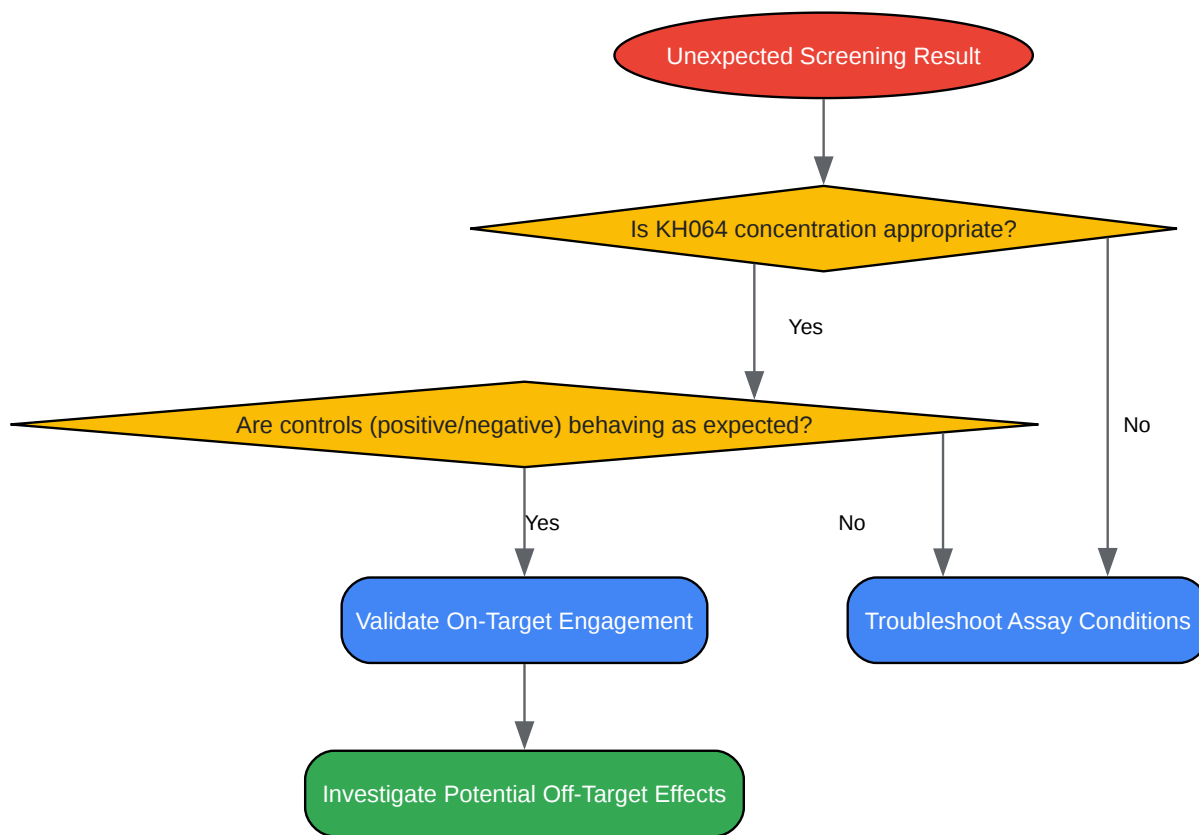 Unexpected Screening Result
Is KH064 concentration appropriate?
Yes
Are controls (positive/negative) behaving as expected?
No
Yes
No
Validate On-Target Engagement
Troubleshoot Assay Conditions
Investigate Potential Off-Target Effects